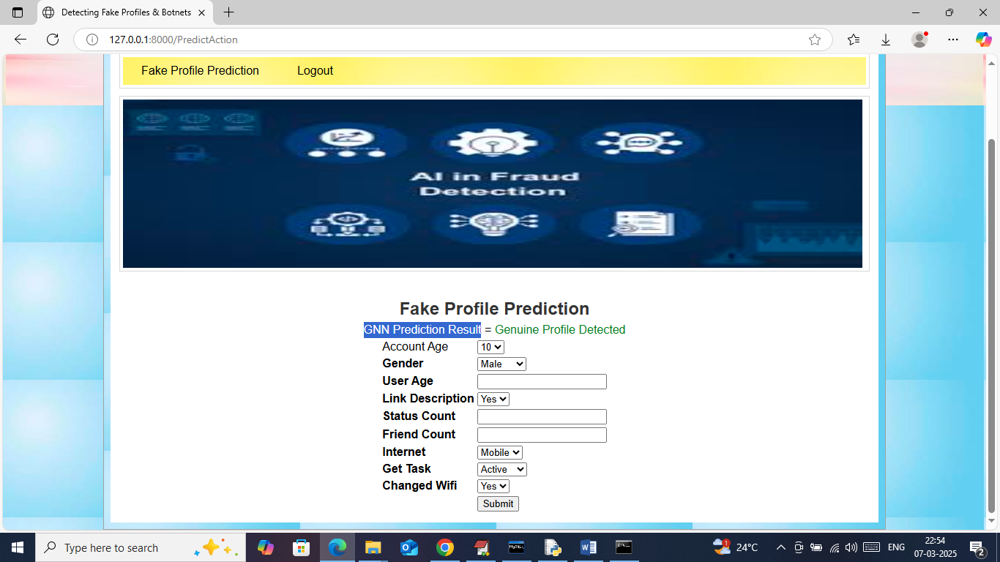 Detecting Fake Profiles & Botnets
127.0.0.1:8000/PredictAction
Fake Profile Prediction Logout
AI in Fraud
Detection
Fake Profile Prediction
GNN Prediction Result = Genuine Profile Detected
Account Age 10
Gender Male
User Age
Link Description Yes
Status Count
Friend Count
Internet Mobile
Get Task Active
Changed Wifi Yes
Submit
Type here to search
1
24°C
ENG
22:54
07-03-2025
2